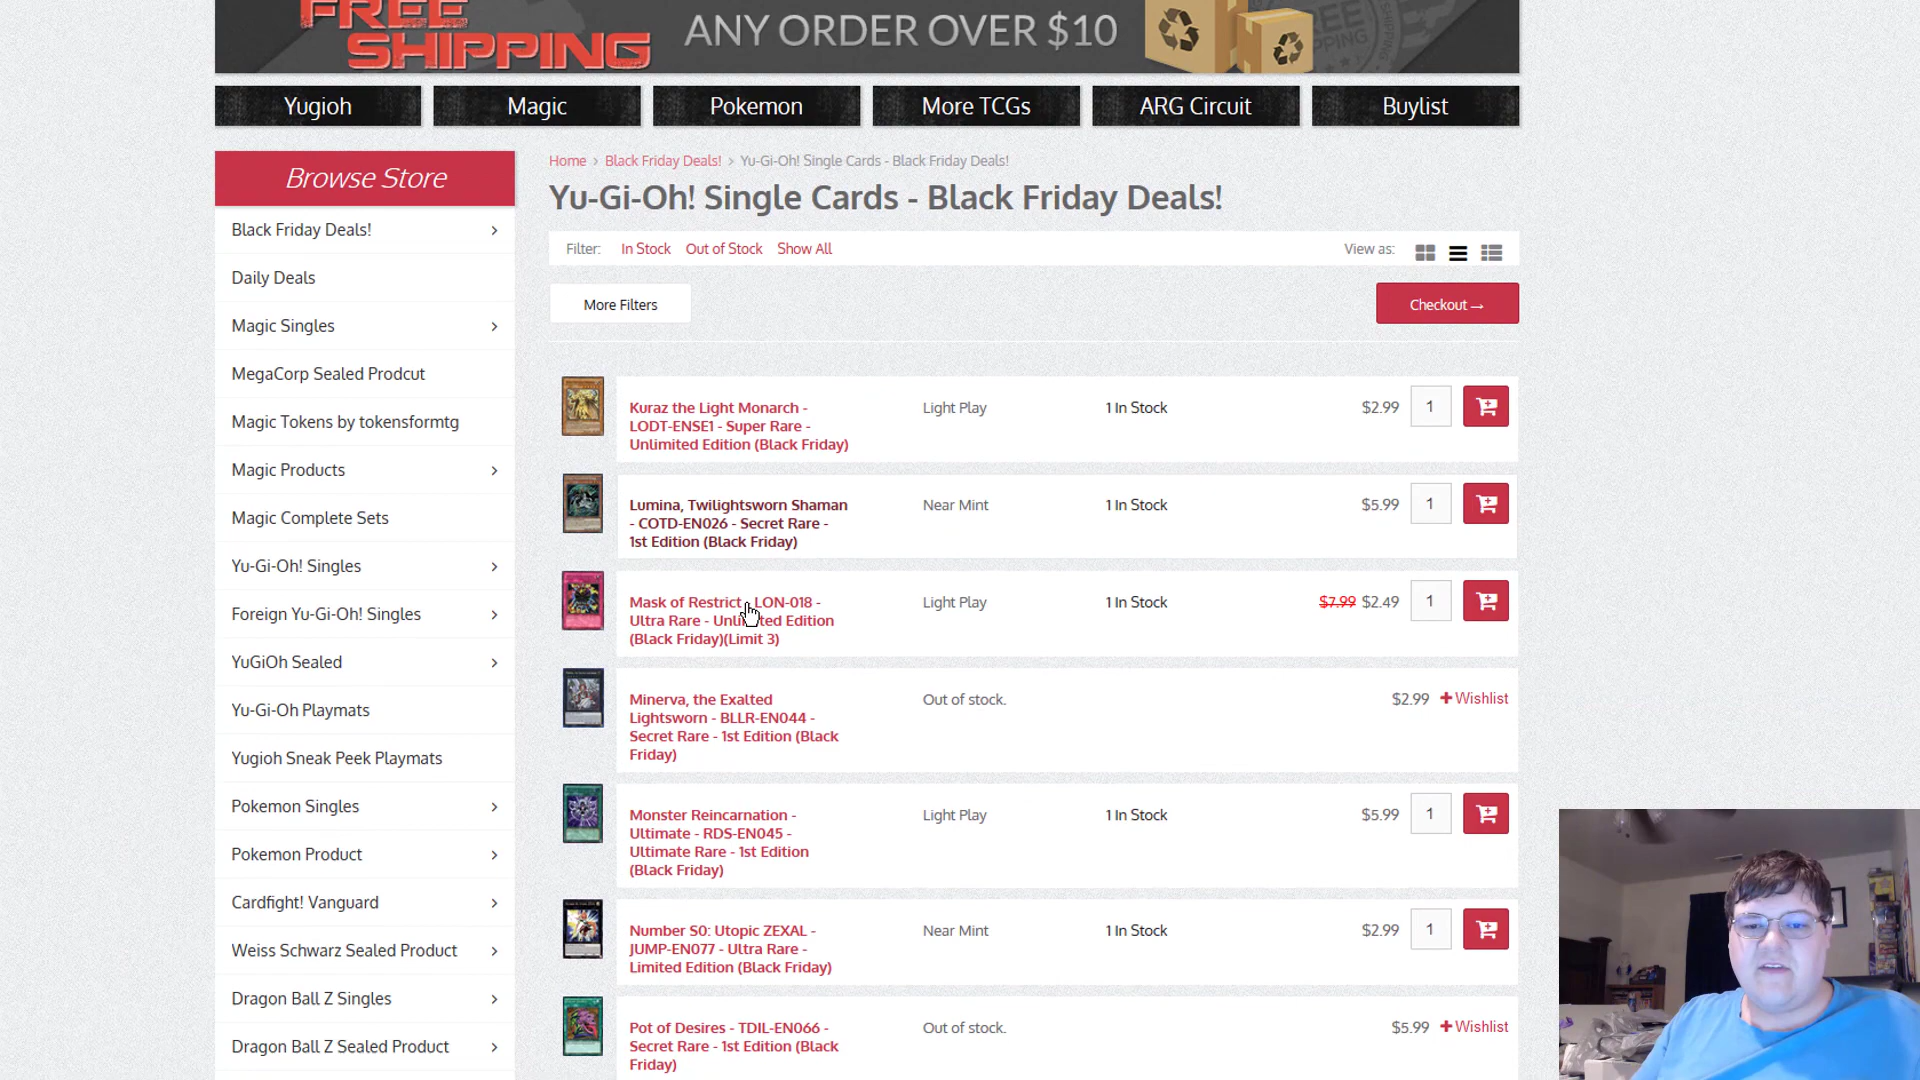 FREE
SHIPPING
ANY ORDER OVER $10
Yugioh
Magic
Pokemon
More TCGs
ARG Circuit
Buylist
Browse Store
Black Friday Deals!
Daily Deals
Magic Singles
MegaCorp Sealed Prodcut
Magic Tokens by tokensformtg
Magic Products
Magic Complete Sets
Yu-Gi-Oh! Singles
Foreign Yu-Gi-Oh! Singles
YuGiOh Sealed
Yu-Gi-Oh Playmats
Yugioh Sneak Peek Playmats
Pokemon Singles
Pokemon Product
Cardfight! Vanguard
Weiss Schwarz Sealed Product
Dragon Ball Z Singles
Dragon Ball Z Sealed Product
Home › Black Friday Deals! › Yu-Gi-Oh! Single Cards - Black Friday Deals!
Yu-Gi-Oh! Single Cards - Black Friday Deals!
Filter: In Stock Out of Stock Show All
View as:
More Filters
Checkout →
Kuraz the Light Monarch -
LODT-ENSE1 - Super Rare -
Unlimited Edition (Black Friday)
Light Play
1 In Stock
$2.99
1
Lumina, Twilightsworn Shaman
- COTD-EN026 - Secret Rare -
1st Edition (Black Friday)
Near Mint
1 In Stock
$5.99
1
Mask of Restrict - LON-018 -
Ultra Rare - Unlimited Edition
(Black Friday)(Limit 3)
Light Play
1 In Stock
$7.99 $2.49
1
Minerva, the Exalted
Lightsworn - BLLR-EN044 -
Secret Rare - 1st Edition (Black
Friday)
Out of stock.
$2.99
+ Wishlist
Monster Reincarnation -
Ultimate - RDS-EN045 -
Ultimate Rare - 1st Edition
(Black Friday)
Light Play
1 In Stock
$5.99
1
Number S0: Utopic ZEXAL -
JUMP-EN077 - Ultra Rare -
Limited Edition (Black Friday)
Near Mint
1 In Stock
$2.99
1
Pot of Desires - TDIL-EN066 -
Secret Rare - 1st Edition (Black
Friday)
Out of stock.
$5.99
+ Wishlist